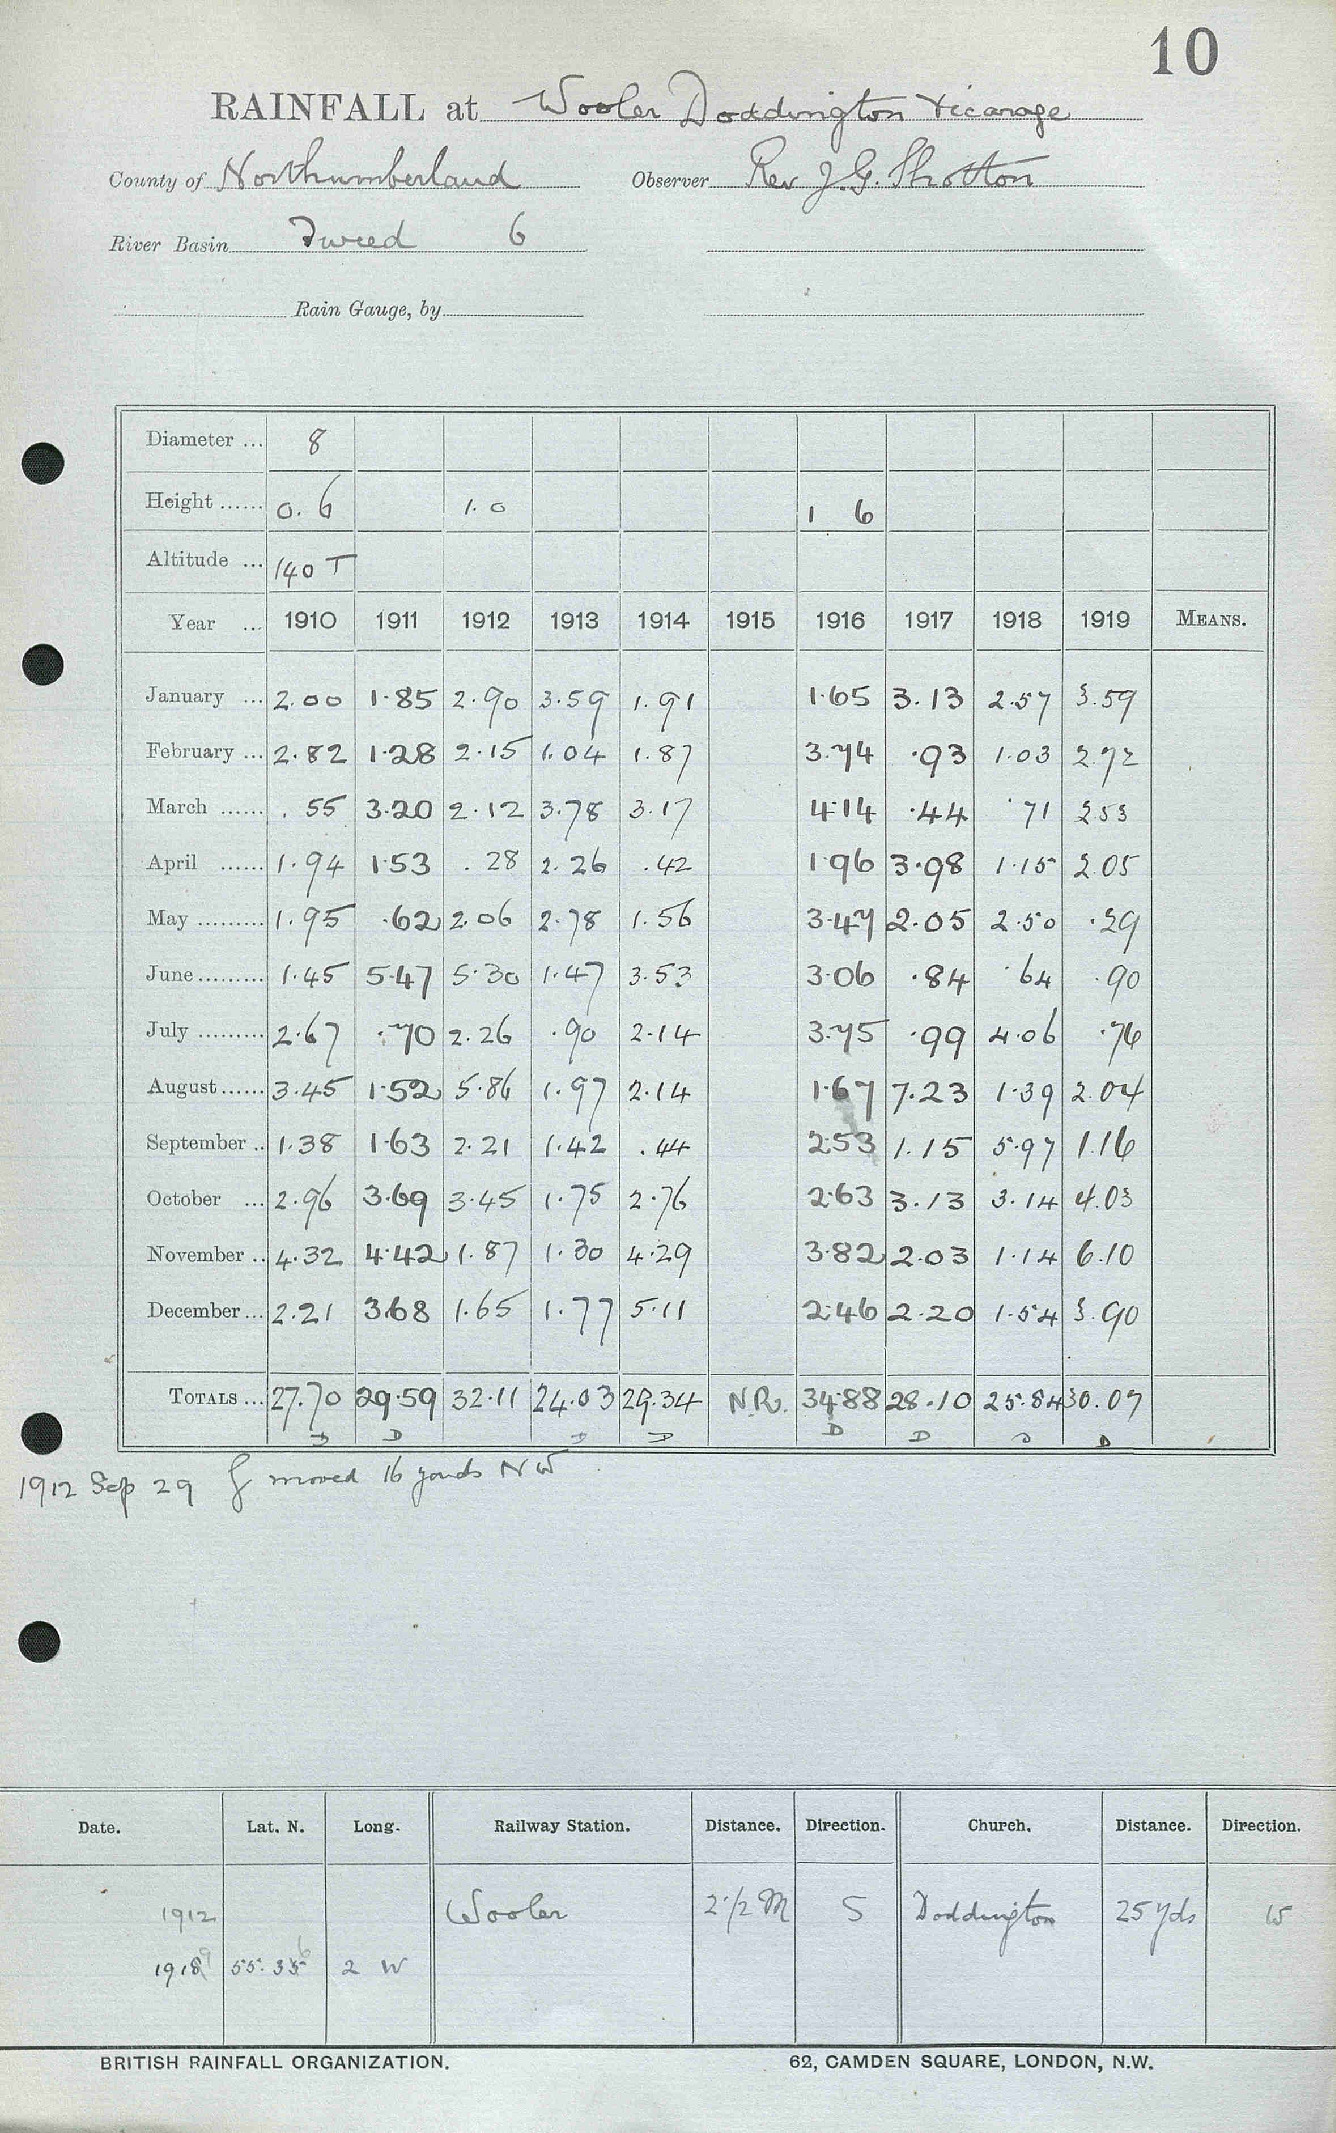 10
RAINFALL at Wooler Doddington Vicarage
County of Northumberland Observer Rev J. G. Shotton
River Basin Tweed 6
Rain Gauge, by
Diameter ... 8
Height ...... 0.6 1.0 1 6
Altitude ... 140 T
Year ... 1910 1911 1912 1913 1914 1915 1916 1917 1918 1919 MEANS.
January ... 2.00 1.85 2.90 3.59 1.91 1.65 3.13 2.57 3.59
February ... 2.82 1.28 2.15 1.04 1.87 3.74 .93 1.03 2.72
March ...... .55 3.20 2.12 3.78 3.17 4.14 .44 .71 2.53
April ...... 1.94 1.53 .28 2.26 .42 1.96 3.98 1.15 2.05
May ......... 1.95 .62 2.06 2.78 1.56 3.47 2.05 2.50 .29
June ......... 1.45 5.47 5.30 1.47 3.53 3.06 .84 .64 .90
July ......... 2.67 .70 2.26 .90 2.14 3.75 .99 4.06 .76
August ...... 3.45 1.52 5.86 1.97 2.14 1.67 7.23 1.39 2.04
September .. 1.38 1.63 2.21 1.42 .44 2.53 1.15 5.97 1.16
October ... 2.96 3.69 3.45 1.75 2.76 2.63 3.13 3.14 4.03
November .. 4.32 4.42 1.87 1.30 4.29 3.82 2.03 1.14 6.10
December ... 2.21 3.68 1.65 1.77 5.11 2.46 2.20 1.54 3.90
TOTALS ... 27.70 29.59 32.11 24.03 29.34 N.R. 34.88 28.10 25.84 30.07
D D D D D D D D
1912 Sep 29 G moved 16 yards NW
Date. Lat. N. Long. Railway Station. Distance. Direction. Church. Distance. Direction.
1912 Wooler 2 1/2 M S Doddington 25 yds W
1918 55.35 2 W
BRITISH RAINFALL ORGANIZATION. 62, CAMDEN SQUARE, LONDON, N.W.